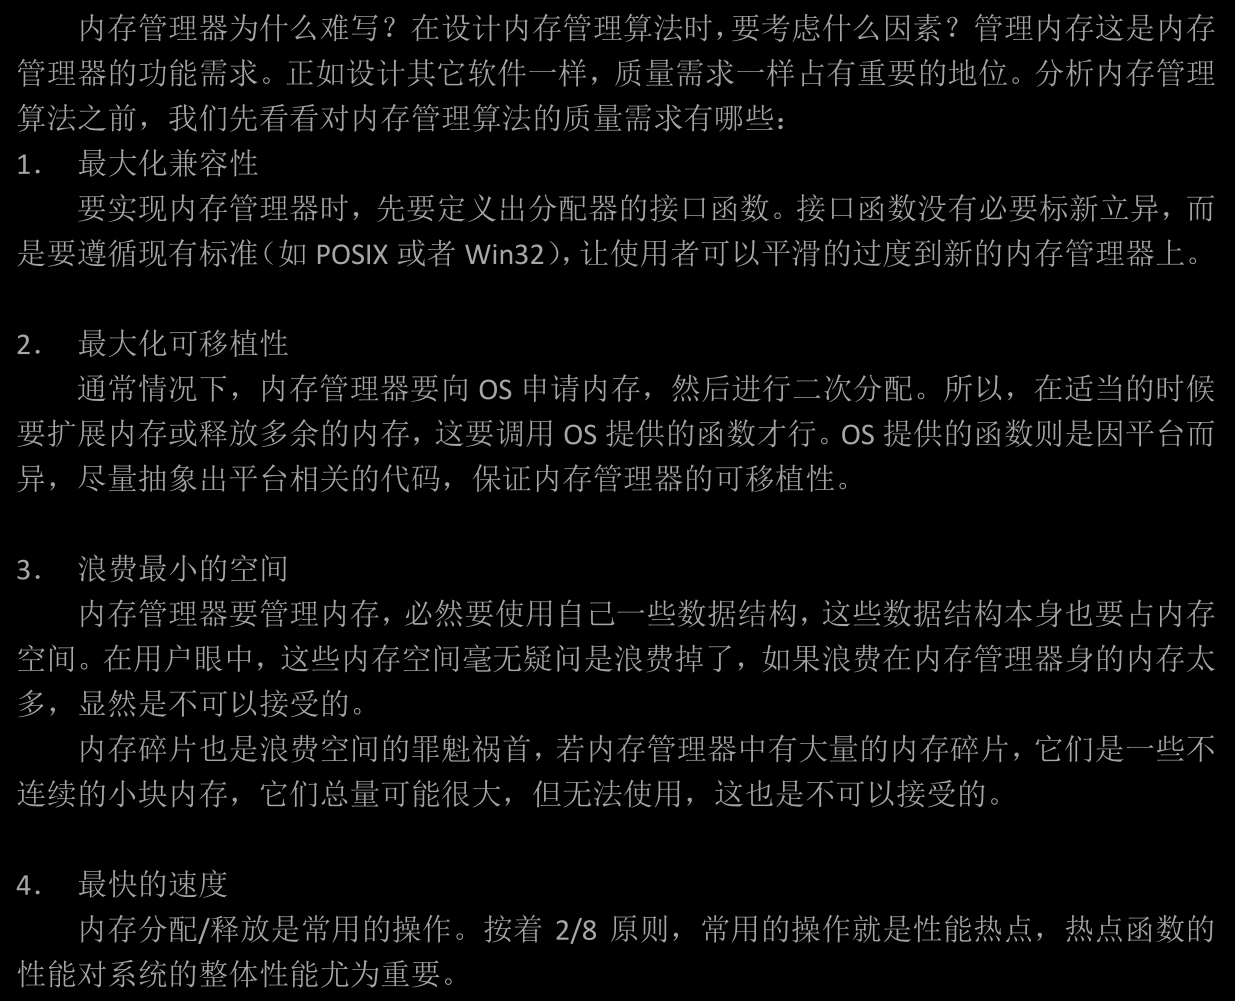 内存管理器为什么难写？在设计内存管理算法时，要考虑什么因素？管理内存这是内存
管理器的功能需求。正如设计其它软件一样，质量需求一样占有重要的地位。分析内存管理
算法之前，我们先看看对内存管理算法的质量需求有哪些：
1. 最大化兼容性
要实现内存管理器时，先要定义出分配器的接口函数。接口函数没有必要标新立异，而
是要遵循现有标准（如 POSIX 或者 Win32），让使用者可以平滑的过度到新的内存管理器上。
2. 最大化可移植性
通常情况下，内存管理器要向 OS 申请内存，然后进行二次分配。所以，在适当的时候
要扩展内存或释放多余的内存，这要调用 OS 提供的函数才行。OS 提供的函数则是因平台而
异，尽量抽象出平台相关的代码，保证内存管理器的可移植性。
3. 浪费最小的空间
内存管理器要管理内存，必然要使用自己一些数据结构，这些数据结构本身也要占内存
空间。在用户眼中，这些内存空间毫无疑问是浪费掉了，如果浪费在内存管理器身的内存太
多，显然是不可以接受的。
内存碎片也是浪费空间的罪魁祸首，若内存管理器中有大量的内存碎片，它们是一些不
连续的小块内存，它们总量可能很大，但无法使用，这也是不可以接受的。
4. 最快的速度
内存分配/释放是常用的操作。按着 2/8 原则，常用的操作就是性能热点，热点函数的
性能对系统的整体性能尤为重要。